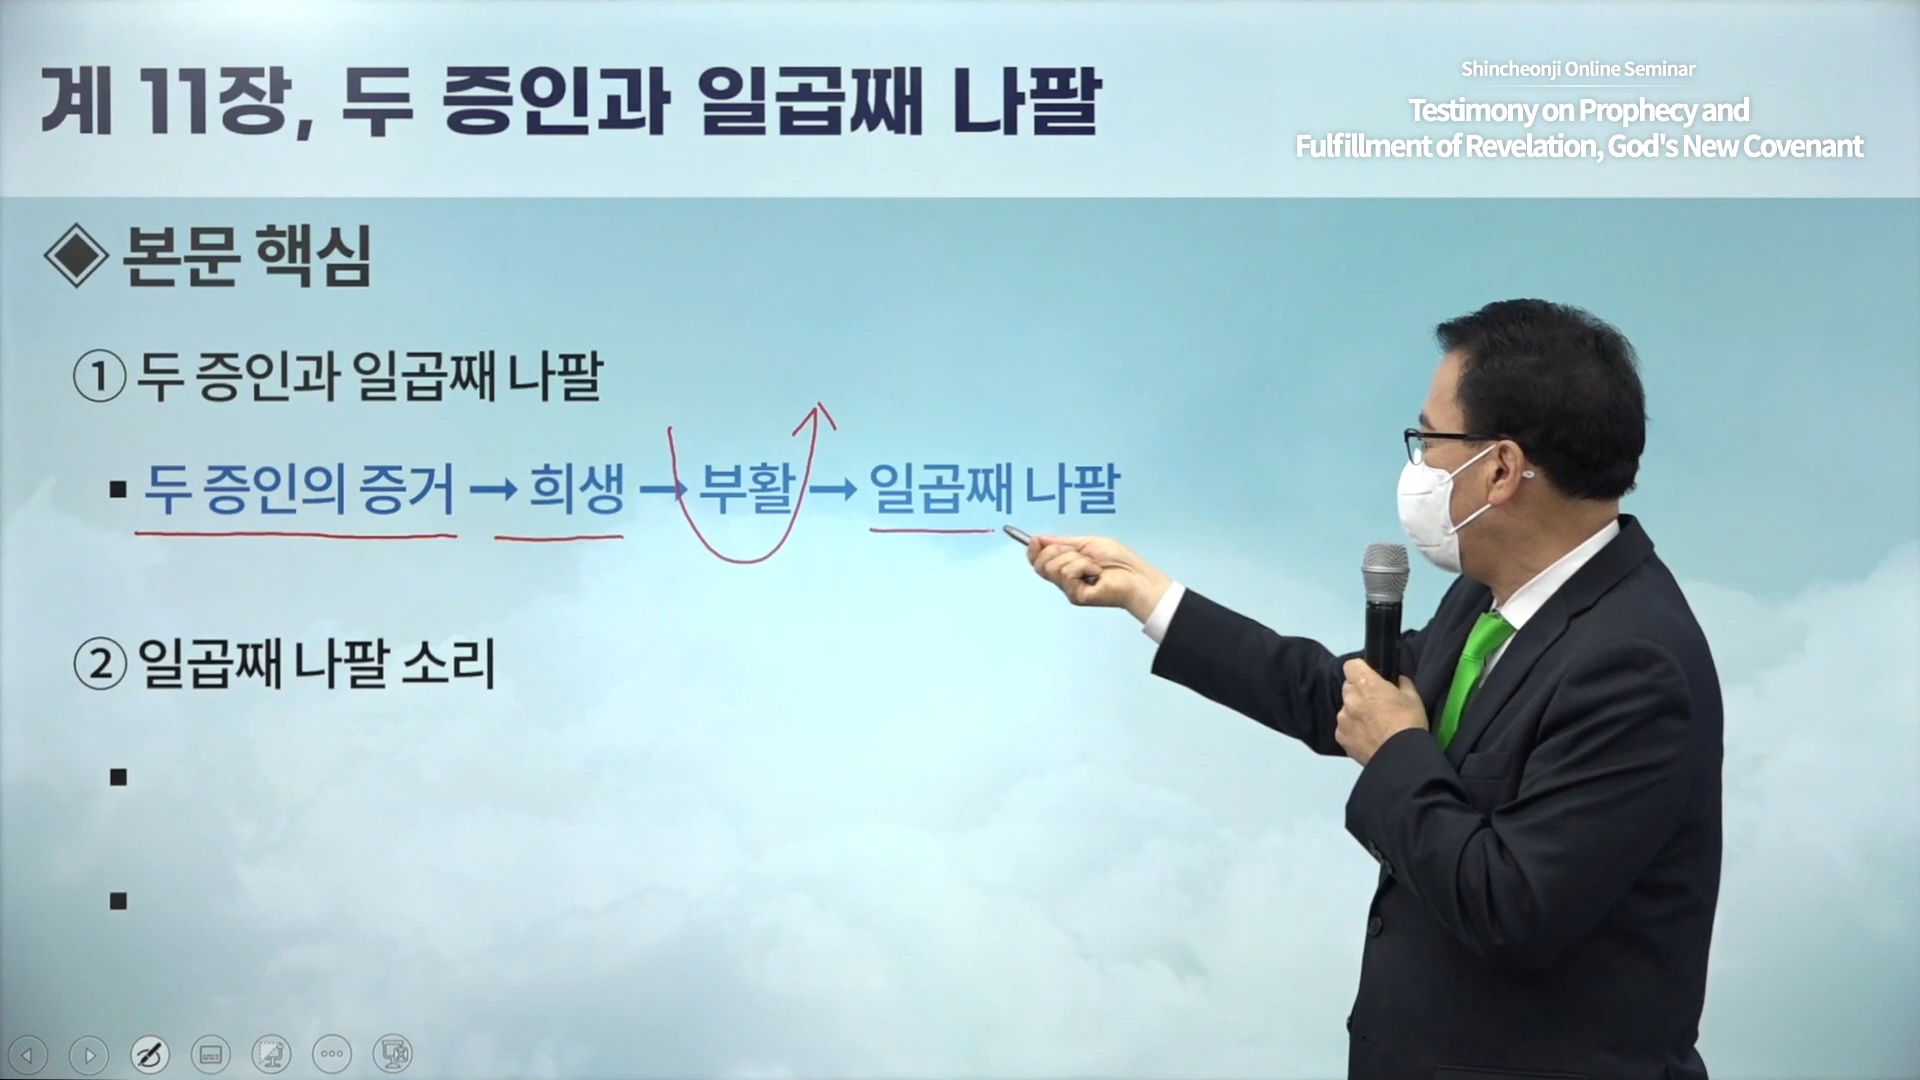 계 11장, 두 증인과 일곱째 나팔
Shincheonji Online Seminar
Testimony on Prophecy and
Fulfillment of Revelation, God's New Covenant
◈ 본문 핵심
① 두 증인과 일곱째 나팔
▪ 두 증인의 증거 → 희생 → 부활 → 일곱째 나팔
② 일곱째 나팔 소리
▪
▪